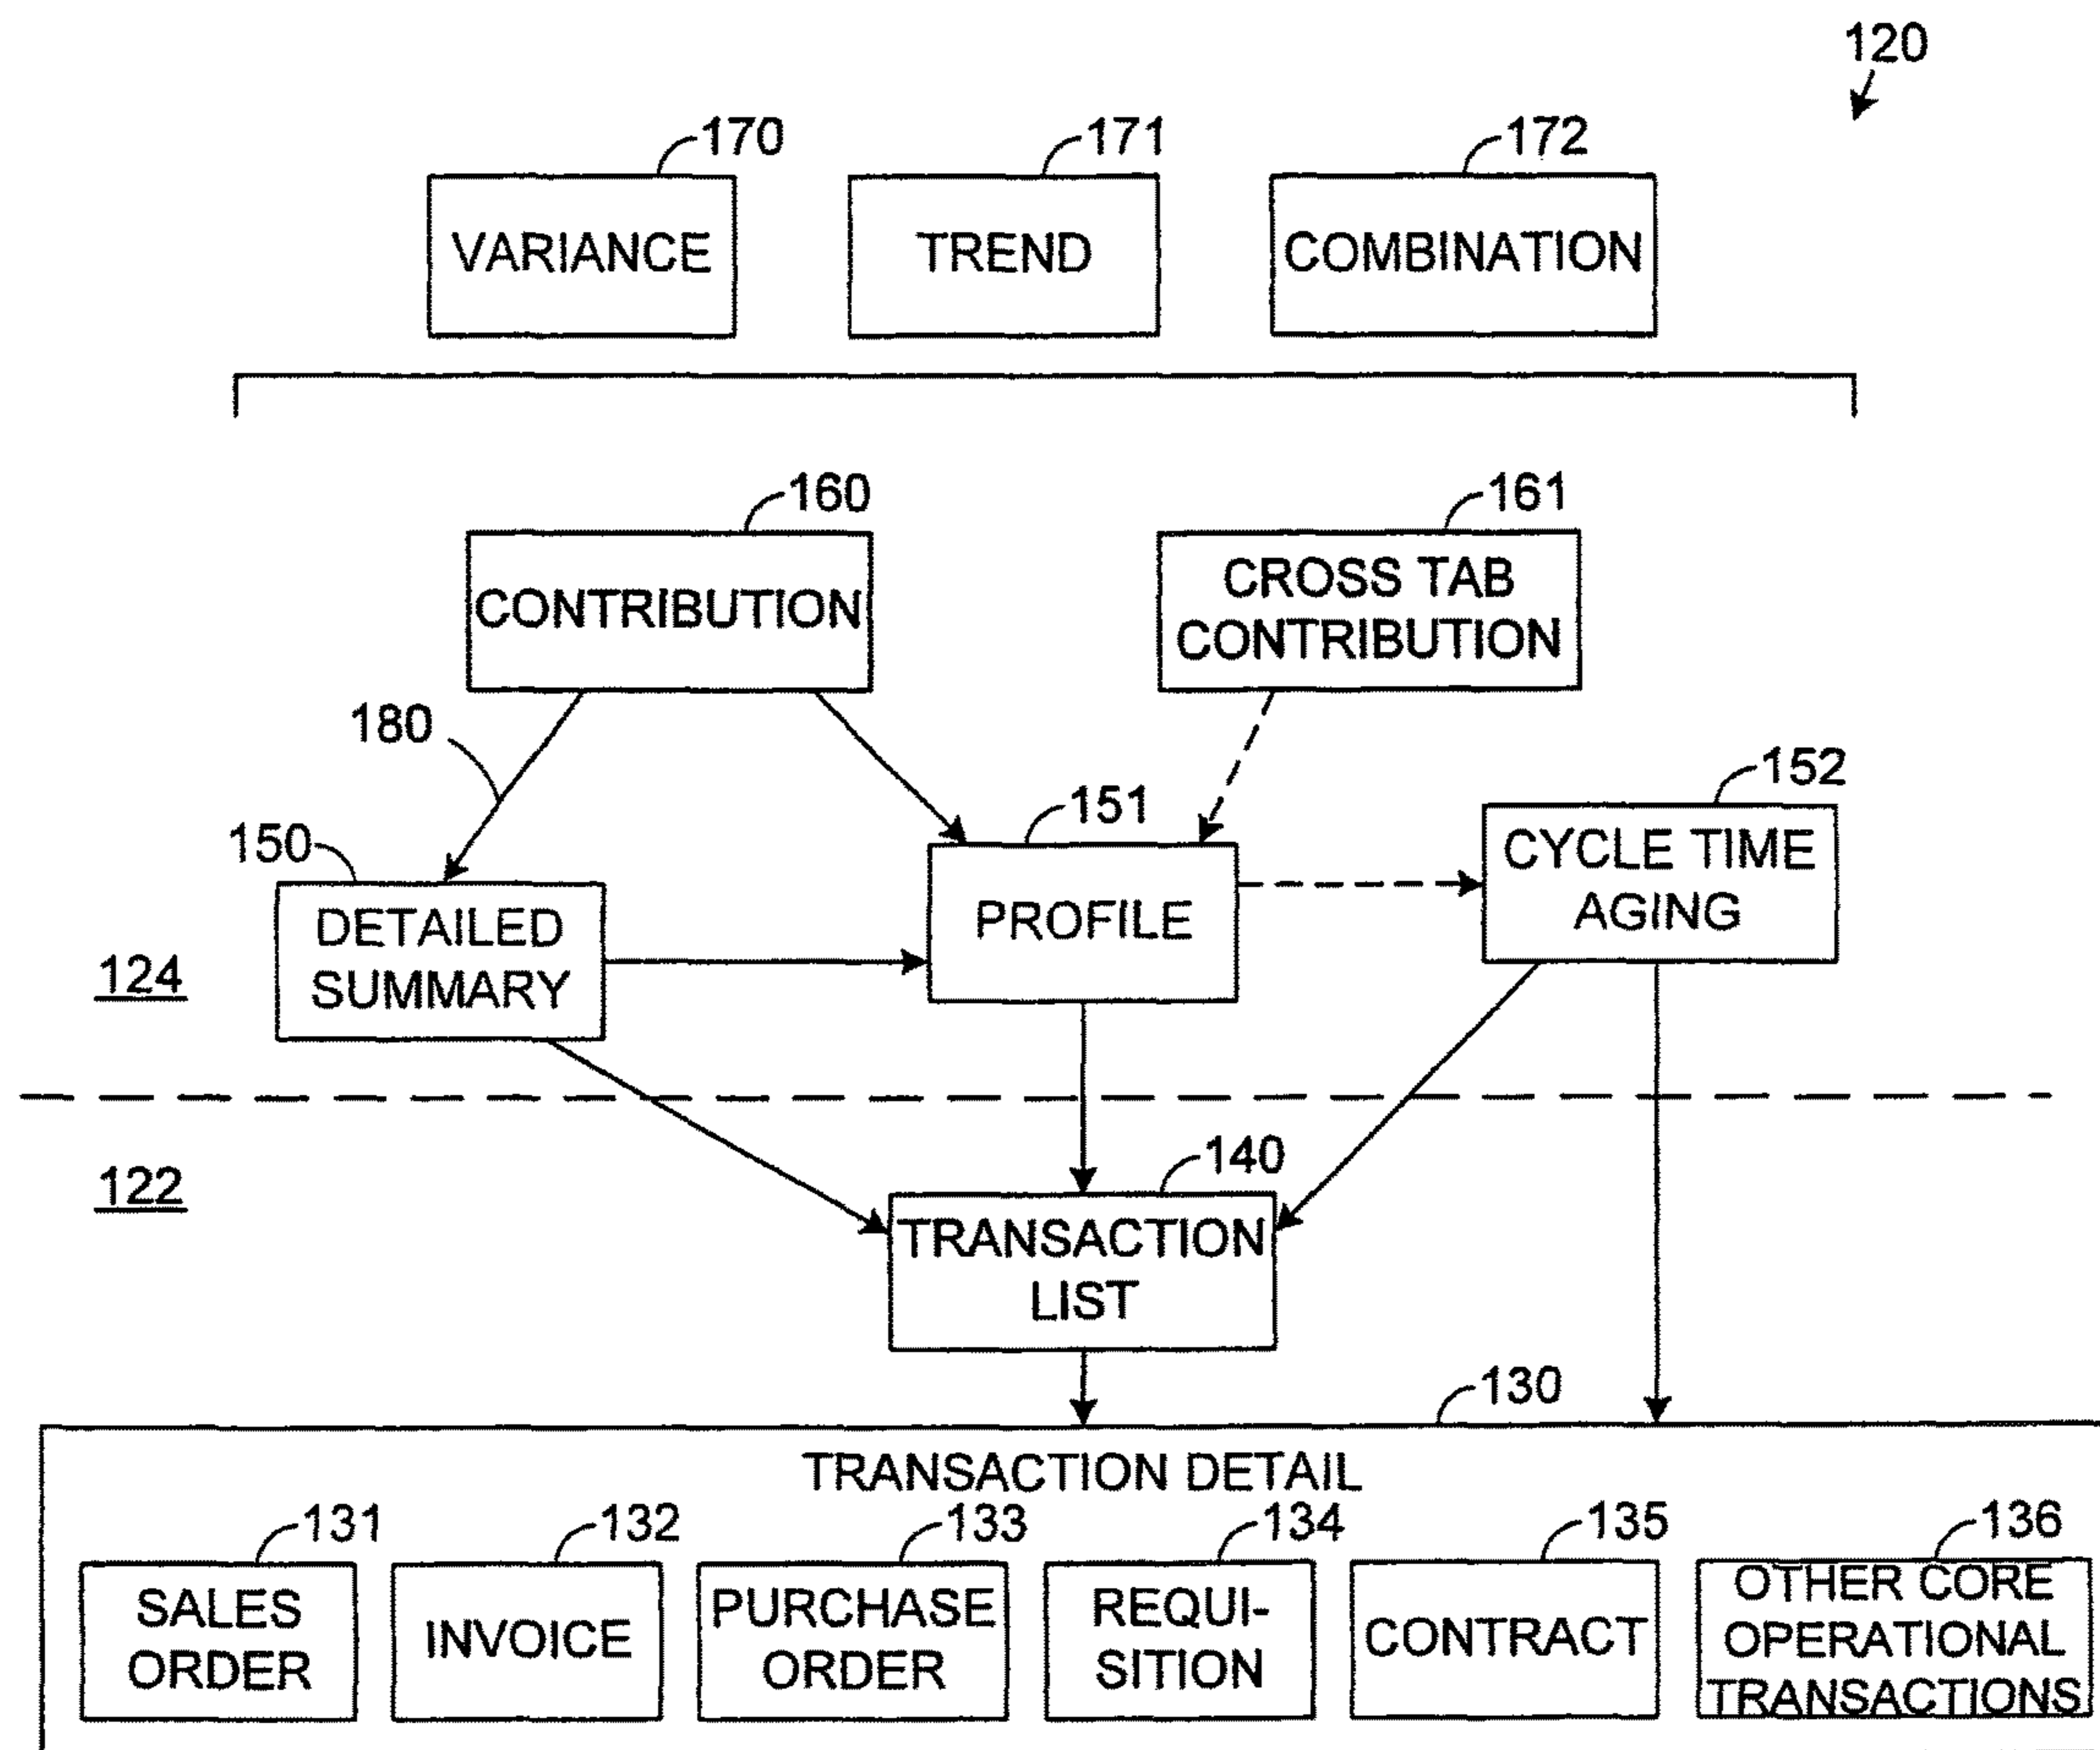 120
170
171
172
VARIANCE
TREND
COMBINATION
160
161
CONTRIBUTION
CROSS TAB
CONTRIBUTION
180
152
151
150
CYCLE TIME
AGING
PROFILE
DETAILED
SUMMARY
124
122
140
TRANSACTION
LIST
130
TRANSACTION DETAIL
131
132
133
134
135
136
SALES
ORDER
INVOICE
PURCHASE
ORDER
REQUI-
SITION
CONTRACT
OTHER CORE
OPERATIONAL
TRANSACTIONS